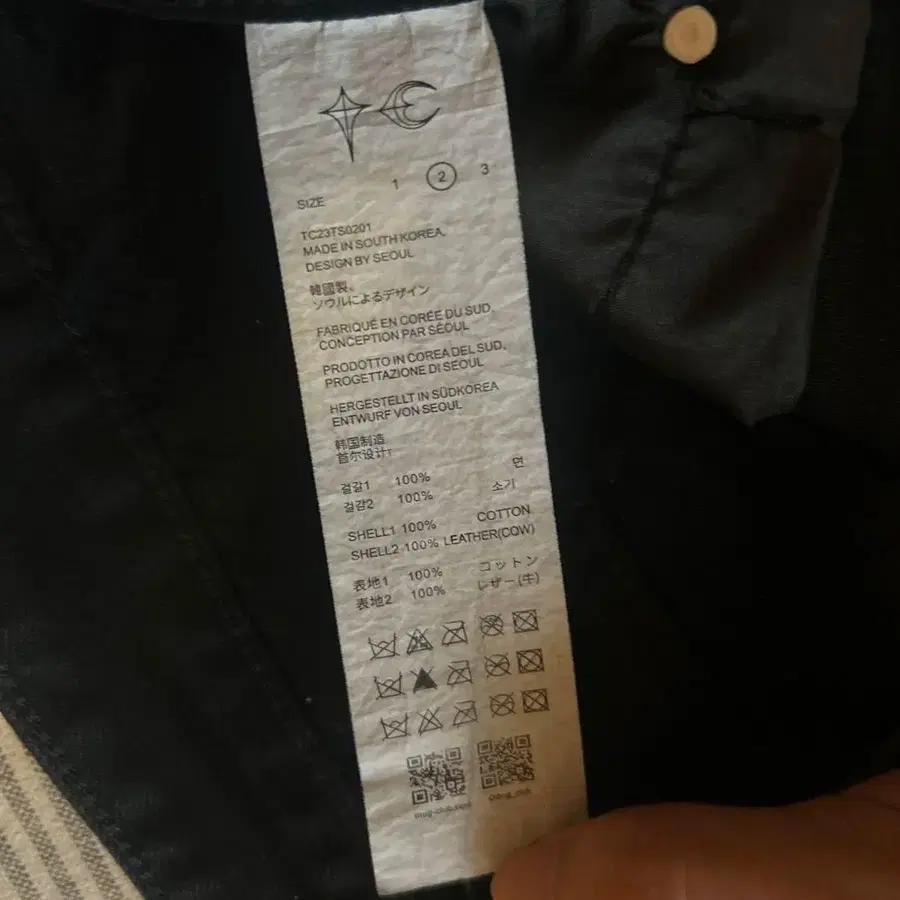 SIZE 1 2 3
TC23TS0201
MADE IN SOUTH KOREA,
DESIGN BY SEOUL
韓國製、
ソウルによるデザイン
FABRIQUÉ EN CORÉE DU SUD,
CONCEPTION PAR SÉOUL
PRODOTTO IN COREA DEL SUD,
PROGETTAZIONE DI SEOUL
HERGESTELLT IN SÜDKOREA
ENTWURF VON SEOUL
韩国制造
首尔设计
걸감1 100% 면
걸감2 100% 소기
SHELL1 100% COTTON
SHELL2 100% LEATHER(COW)
表地1 100% コットン
表地2 100% レザー(牛)